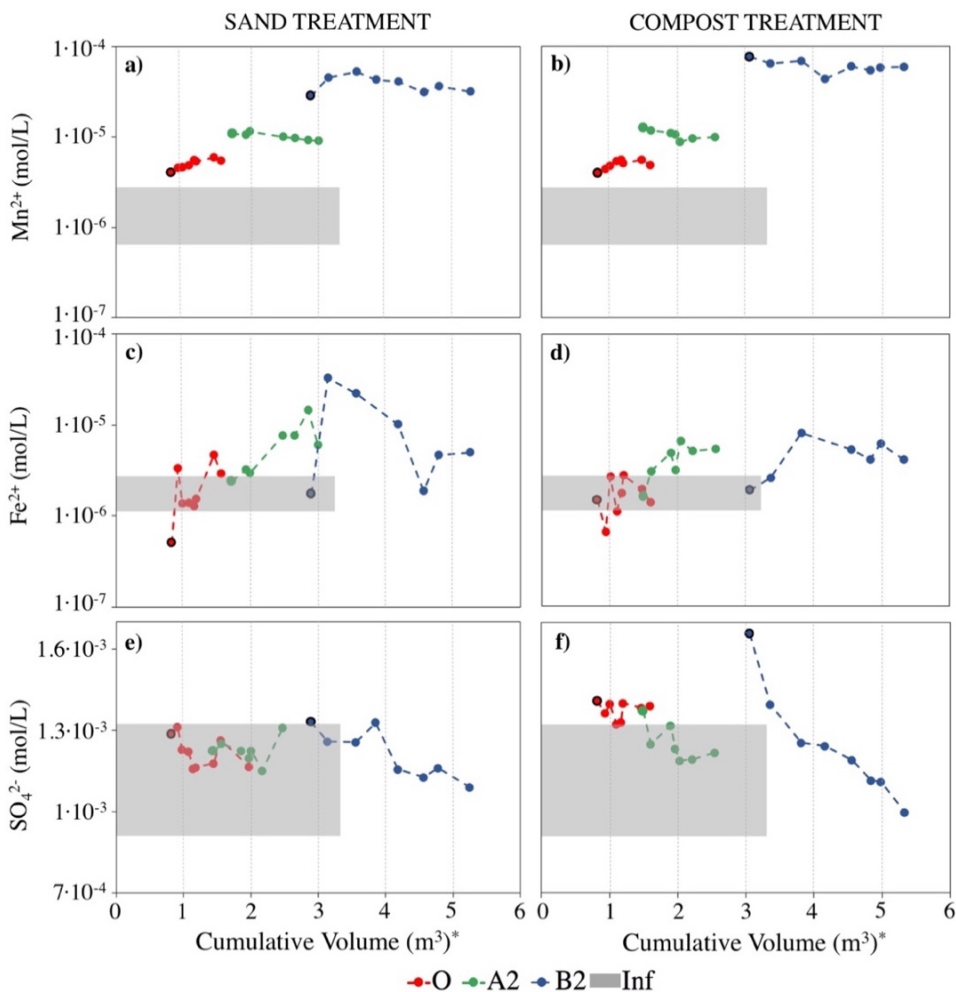 SAND TREATMENT
COMPOST TREATMENT
a)
b)
Mn²⁺ (mol/L)
1·10⁻⁴
1·10⁻⁵
1·10⁻⁶
1·10⁻⁷
c)
d)
Fe²⁺ (mol/L)
1·10⁻⁴
1·10⁻⁵
1·10⁻⁶
1·10⁻⁷
e)
f)
SO₄²⁻ (mol/L)
1.6·10⁻³
1.3·10⁻³
1·10⁻³
7·10⁻⁴
0 1 2 3 4 5 6
0 1 2 3 4 5 6
Cumulative Volume (m³)*
Cumulative Volume (m³)*
O A2 B2 Inf